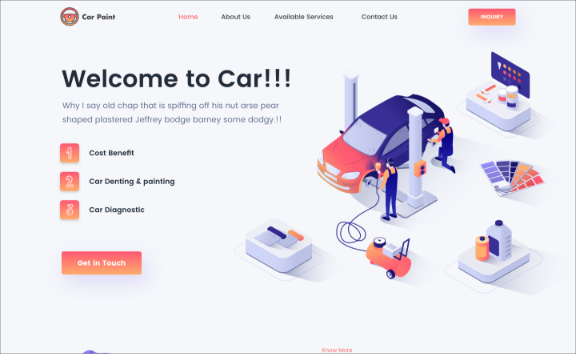 Car Paint
Home
About Us
Available Services
Contact Us
INQUIRY
Welcome to Car!!!
Why I say old chap that is spiffing off his nut arse pear
shaped plastered Jeffrey bodge barney some dodgy.!!
1 Cost Benefit
2 Car Denting & painting
3 Car Diagnostic
Get in Touch
Know More